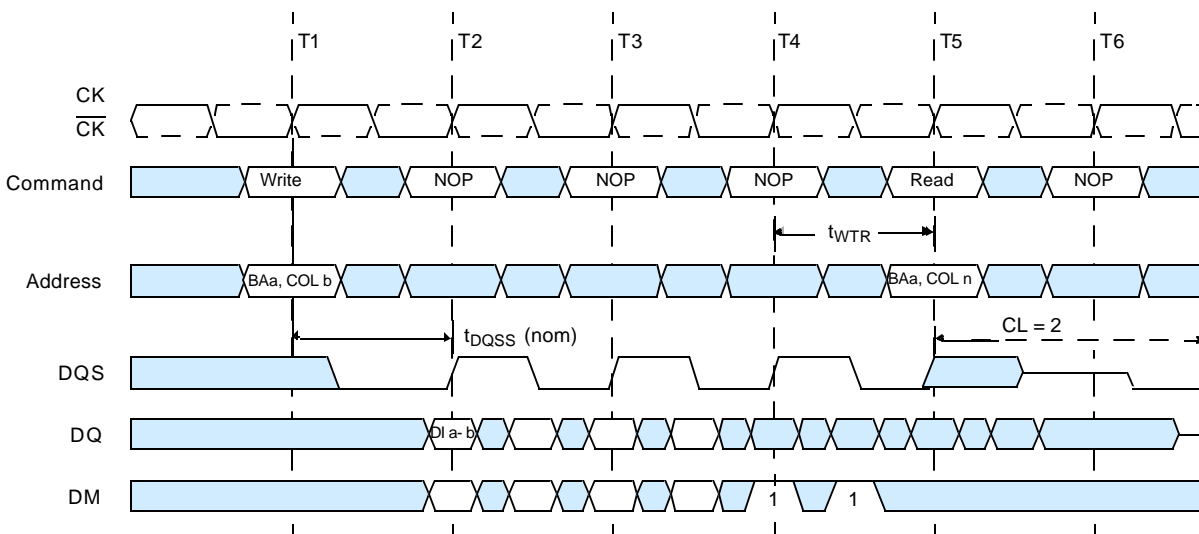 T1 T2 T3 T4 T5 T6
CK
CK
Command Write NOP NOP NOP Read NOP
tWTR
Address BAa, COL b BAa, COL n
tDQSS (nom) CL = 2
DQS
DQ DI a- b
DM 1 1